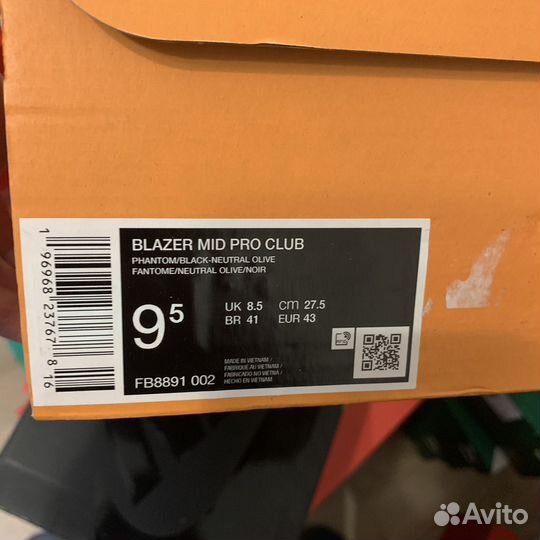 BLAZER MID PRO CLUB
PHANTOM/BLACK-NEUTRAL OLIVE
FANTOME/NEUTRAL OLIVE/NOIR
9⁵
UK 8.5 cm 27.5
BR 41 EUR 43
FB8891 002
MADE IN VIETNAM /
FABRIQUÉ AU VIETNAM /
FABRICADO NO VIETNÃ /
HECHO EN VIETNAM
1 96968 23767 8 16
Avito